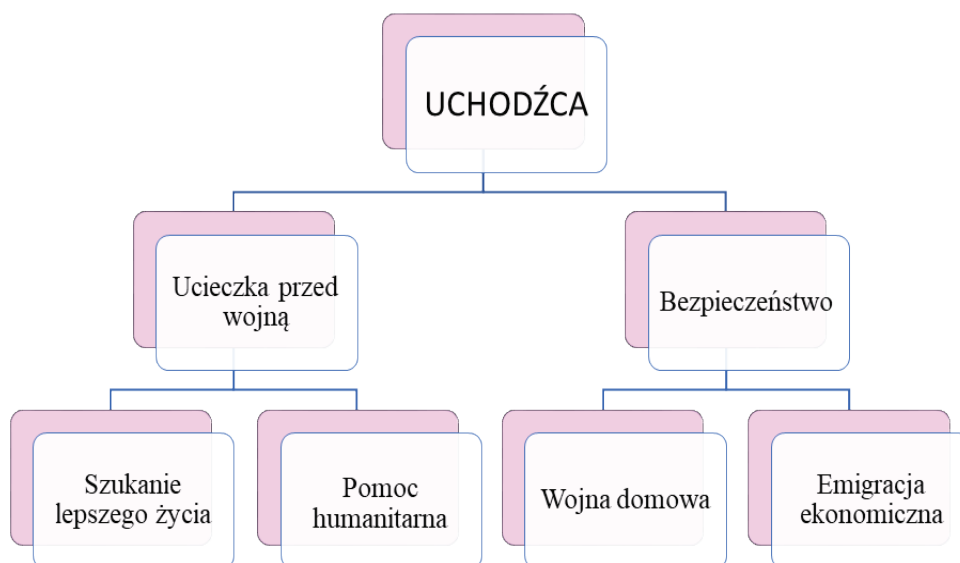 UCHODŹCA
Ucieczka przed
wojną
Bezpieczeństwo
Szukanie
lepszego życia
Pomoc
humanitarna
Wojna domowa
Emigracja
ekonomiczna